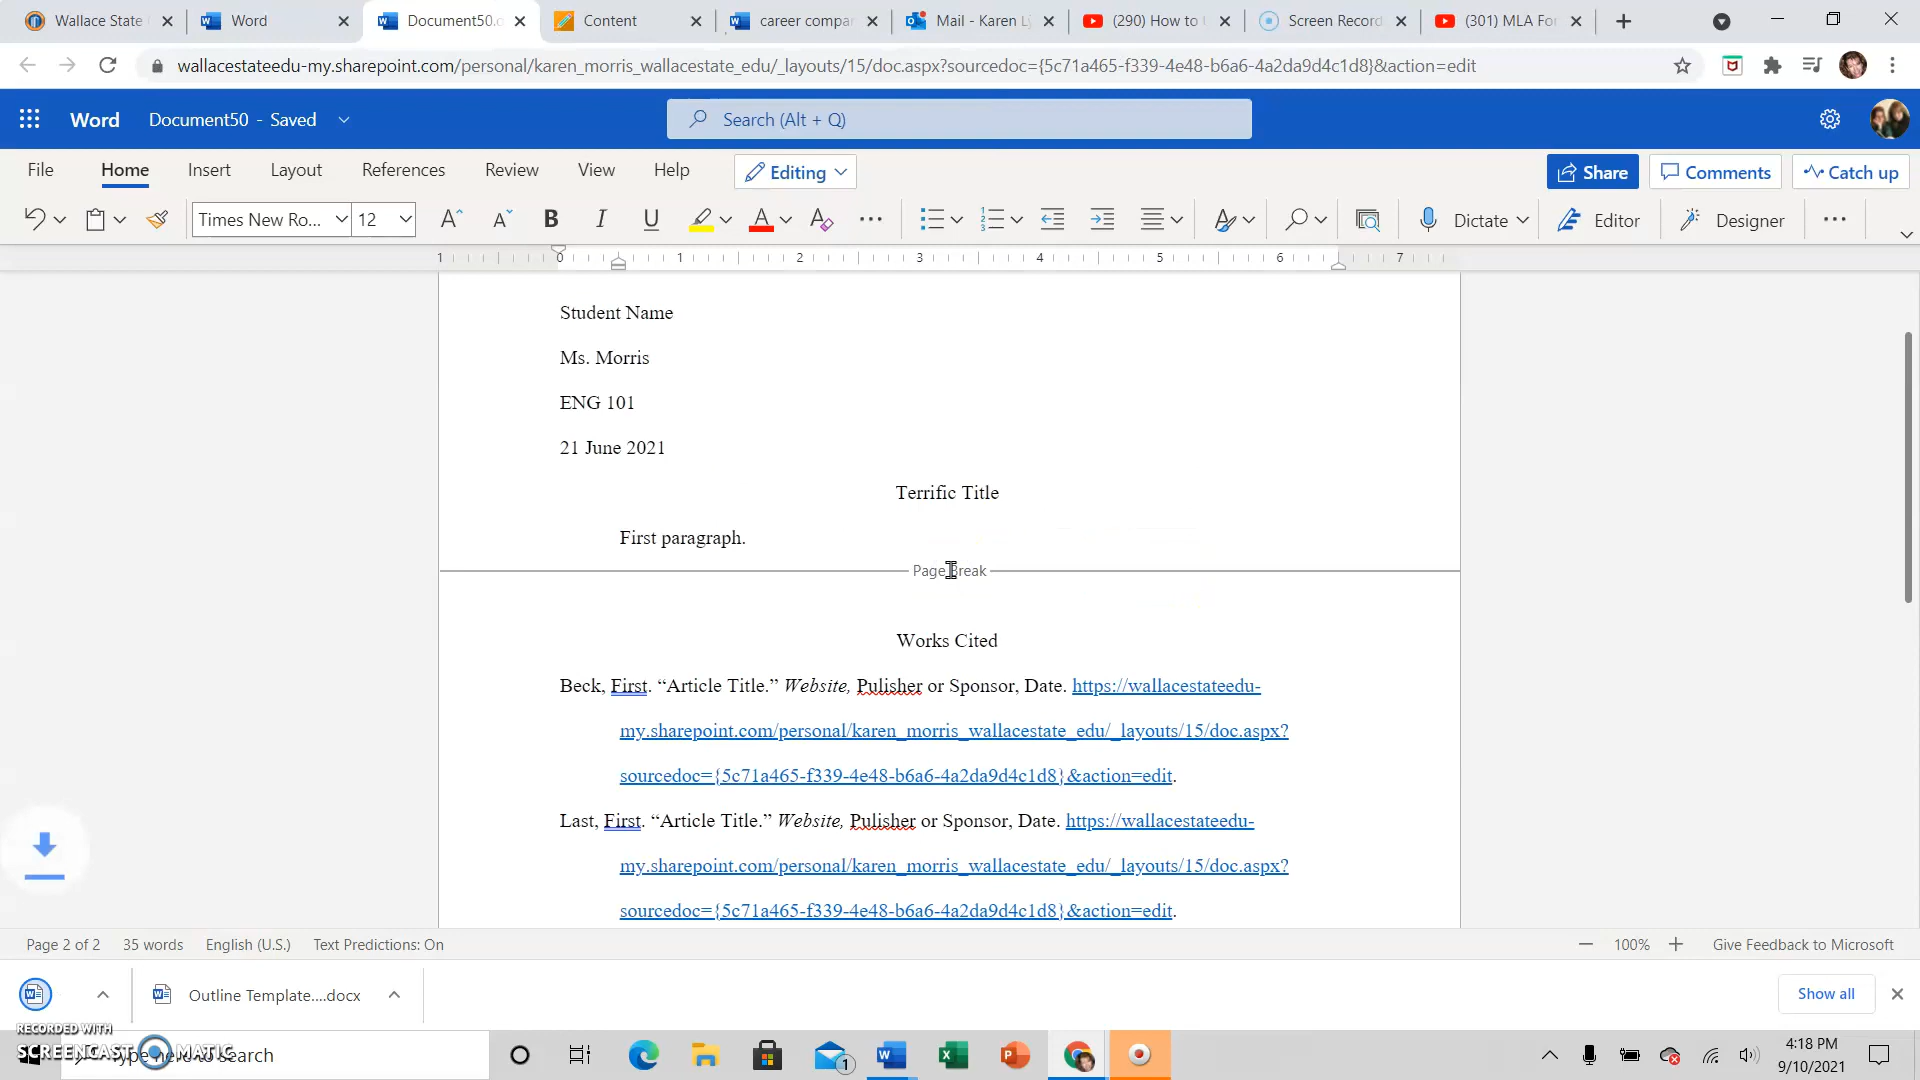 Wallace State
Word
Document50.
Content
career compa
Mail - Karen L
(290) How to
Screen Record
(301) MLA Fo
wallacestateedu-my.sharepoint.com/personal/karen_morris_wallacestate_edu/_layouts/15/doc.aspx?sourcedoc={5c71a465-f339-4e48-b6a6-4a2da9d4c1d8}&action=edit
Word Document50 - Saved
Search (Alt + Q)
File Home Insert Layout References Review View Help Editing Share Comments Catch up
Times New Ro... 12 Dictate Editor Designer
1 0 1 2 3 4 5 6 7
Student Name
Ms. Morris
ENG 101
21 June 2021
Terrific Title
First paragraph.
Page Break
Works Cited
Beck, First. “Article Title.” Website, Pulisher or Sponsor, Date. https://wallacestateedu-
my.sharepoint.com/personal/karen_morris_wallacestate_edu/_layouts/15/doc.aspx?
sourcedoc={5c71a465-f339-4e48-b6a6-4a2da9d4c1d8}&action=edit.
Last, First. “Article Title.” Website, Pulisher or Sponsor, Date. https://wallacestateedu-
my.sharepoint.com/personal/karen_morris_wallacestate_edu/_layouts/15/doc.aspx?
sourcedoc={5c71a465-f339-4e48-b6a6-4a2da9d4c1d8}&action=edit.
Page 2 of 2 35 words English (U.S.) Text Predictions: On 100% Give Feedback to Microsoft
Outline Template....docx
Show all
RECORDED WITH
SCREENCAST MATIC
Type here to search
1
4:18 PM
9/10/2021